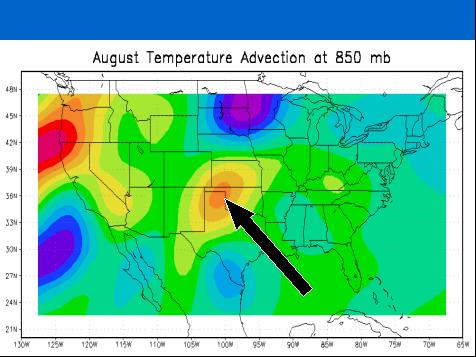 August Temperature Advection at 850 mb
48N
45N
42N
39N
36N
33N
30N
27N
24N
21N
130W 125W 120W 115W 110W 105W 100W 95W 90W 85W 80W 75W 70W 65W